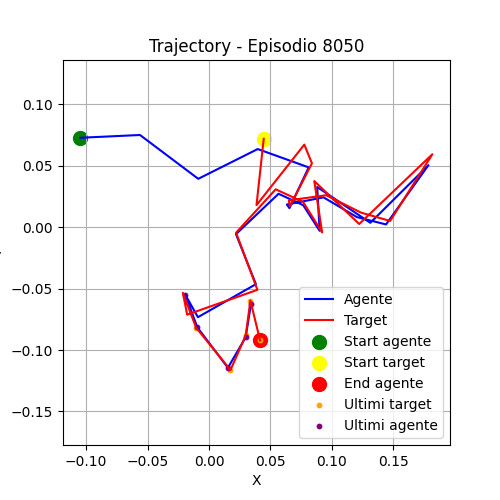 Trajectory - Episodio 8050
0.10
0.05
0.00
−0.05
−0.10
−0.15
−0.10
−0.05
0.00
0.05
0.10
0.15
X
Agente
Target
Start agente
Start target
End agente
Ultimi target
Ultimi agente